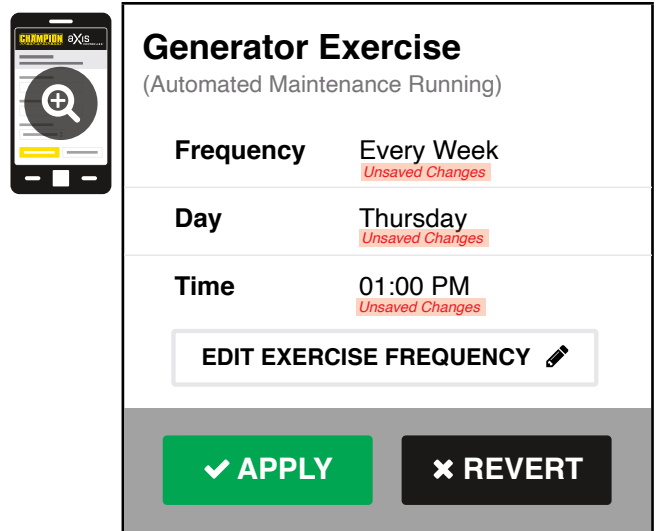 CHAMPION aXis
CONTROLLER
Generator Exercise
(Automated Maintenance Running)
Frequency Every Week
Unsaved Changes
Day Thursday
Unsaved Changes
Time 01:00 PM
Unsaved Changes
EDIT EXERCISE FREQUENCY
APPLY REVERT